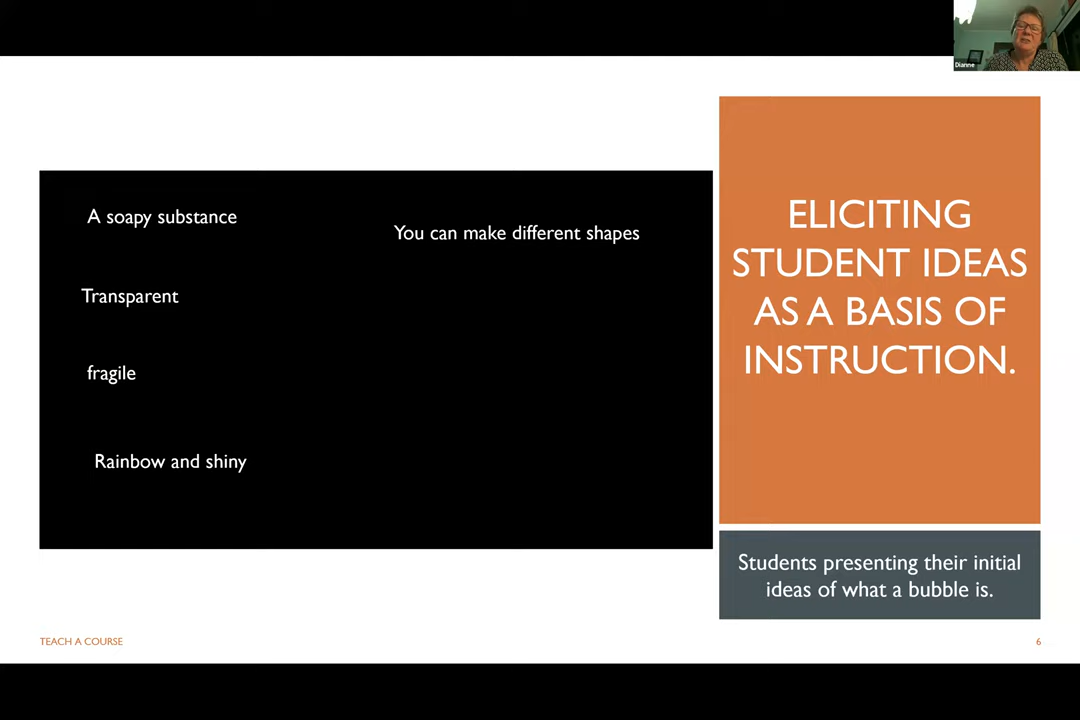 Dianne
A soapy substance
You can make different shapes
Transparent
fragile
Rainbow and shiny
ELICITING
STUDENT IDEAS
AS A BASIS OF
INSTRUCTION.
Students presenting their initial
ideas of what a bubble is.
TEACH A COURSE
6